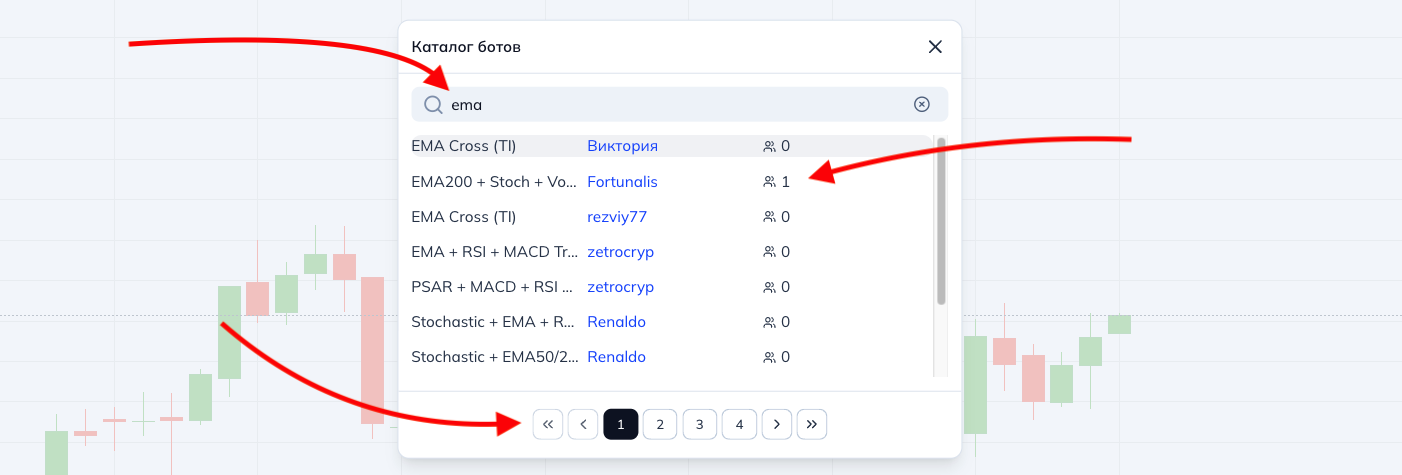 Каталог ботов
ema
EMA Cross (TI) Виктория 0
EMA200 + Stoch + Vo... Fortunalis 1
EMA Cross (TI) rezviy77 0
EMA + RSI + MACD Tr... zetrocryp 0
PSAR + MACD + RSI ... zetrocryp 0
Stochastic + EMA + R... Renaldo 0
Stochastic + EMA50/2... Renaldo 0
1 2 3 4